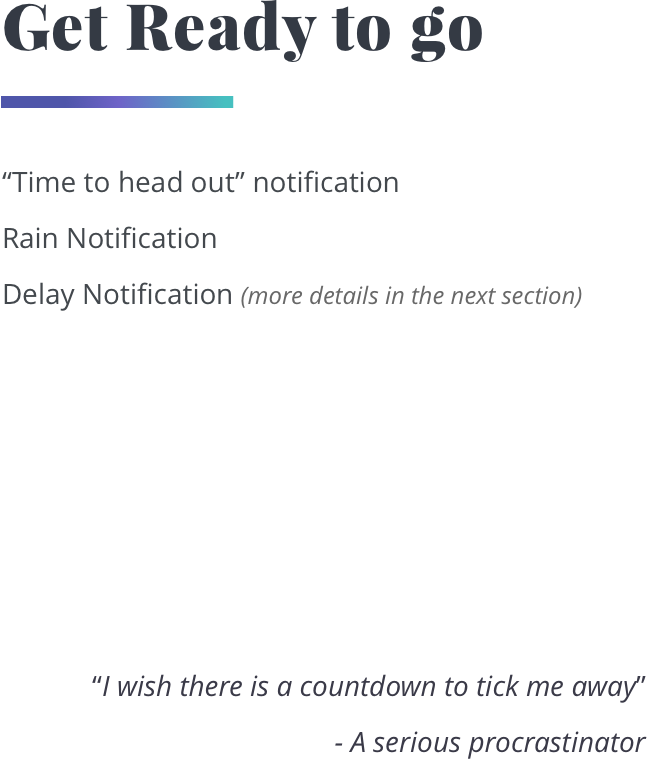 Get Ready to go
“Time to head out” notification
Rain Notification
Delay Notification (more details in the next section)
“I wish there is a countdown to tick me away”
- A serious procrastinator